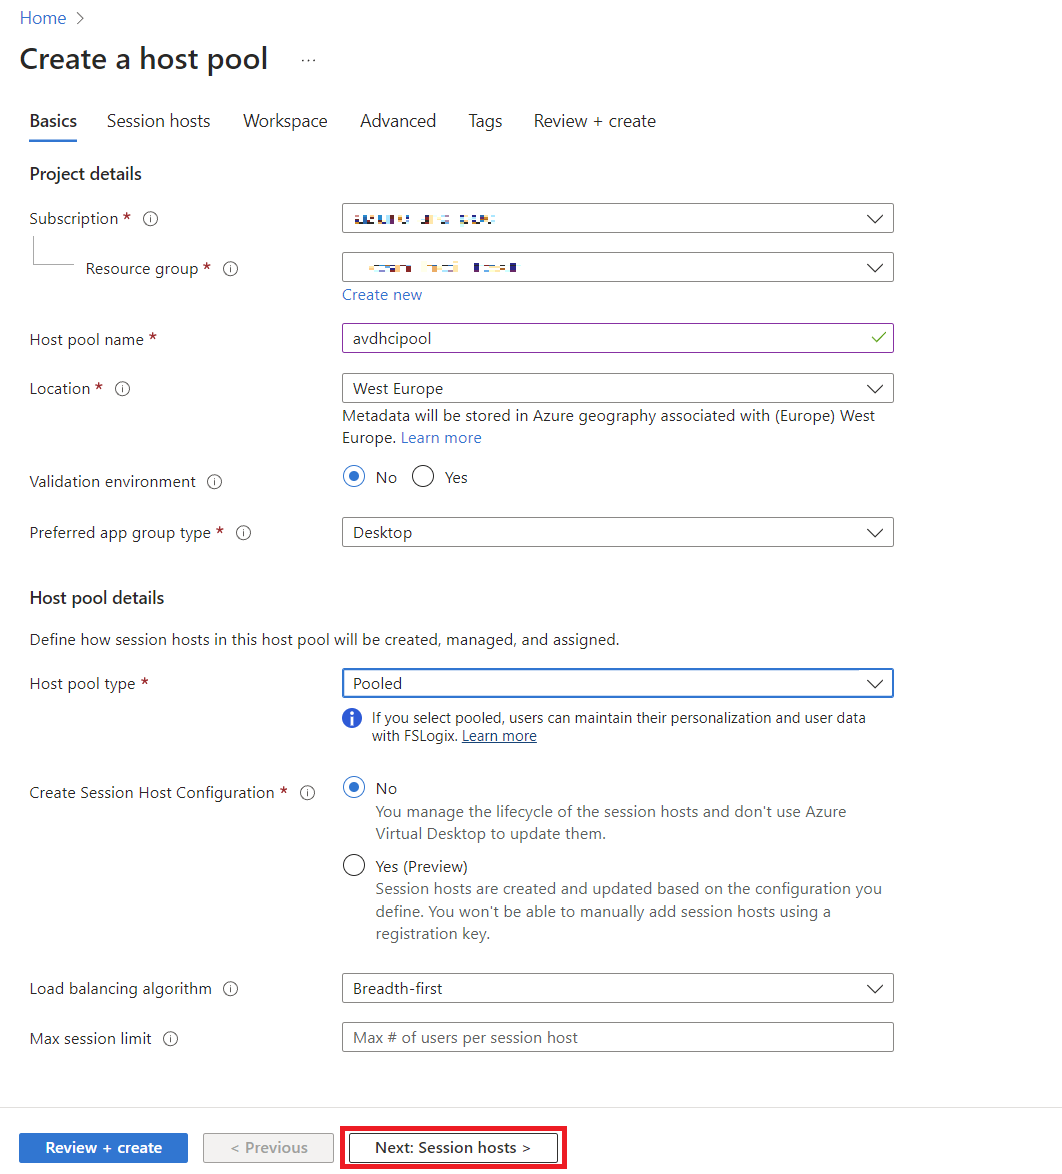 Home >
Create a host pool ...
Basics Session hosts Workspace Advanced Tags Review + create
Project details
Subscription *
Resource group *
Create new
Host pool name * avdhcipool
Location * West Europe
Metadata will be stored in Azure geography associated with (Europe) West
Europe. Learn more
Validation environment No Yes
Preferred app group type * Desktop
Host pool details
Define how session hosts in this host pool will be created, managed, and assigned.
Host pool type * Pooled
If you select pooled, users can maintain their personalization and user data
with FSLogix. Learn more
Create Session Host Configuration * No
You manage the lifecycle of the session hosts and don't use Azure
Virtual Desktop to update them.
Yes (Preview)
Session hosts are created and updated based on the configuration you
define. You won't be able to manually add session hosts using a
registration key.
Load balancing algorithm Breadth-first
Max session limit Max # of users per session host
Review + create < Previous Next: Session hosts >